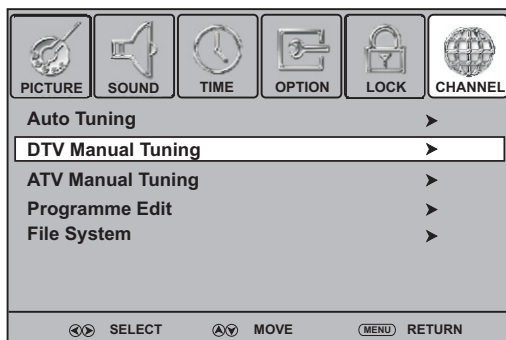 PICTURE SOUND TIME OPTION LOCK CHANNEL
Auto Tuning
DTV Manual Tuning
ATV Manual Tuning
Programme Edit
File System
SELECT MOVE MENU RETURN